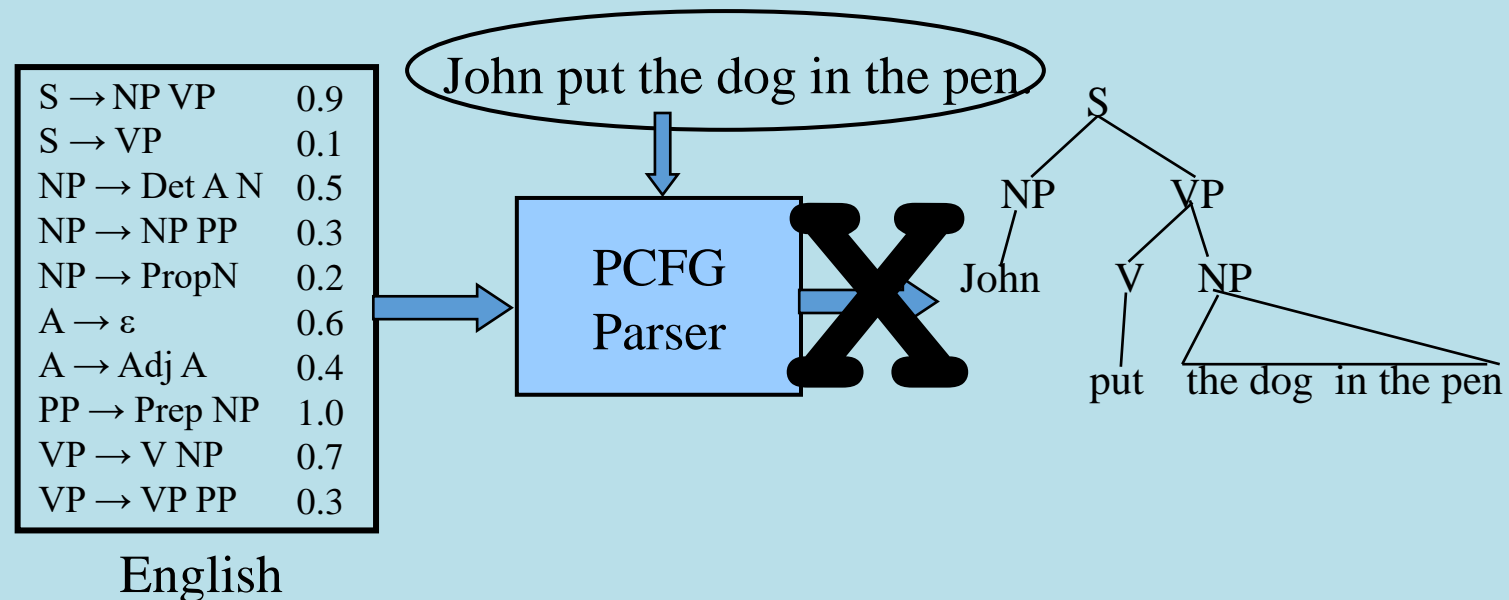 John put the dog in the pen.
S → NP VP 0.9
S → VP 0.1
NP → Det A N 0.5
NP → NP PP 0.3
NP → PropN 0.2
A → ε 0.6
A → Adj A 0.4
PP → Prep NP 1.0
VP → V NP 0.7
VP → VP PP 0.3
English
PCFG
Parser
X
S
NP VP
John V NP
put the dog in the pen